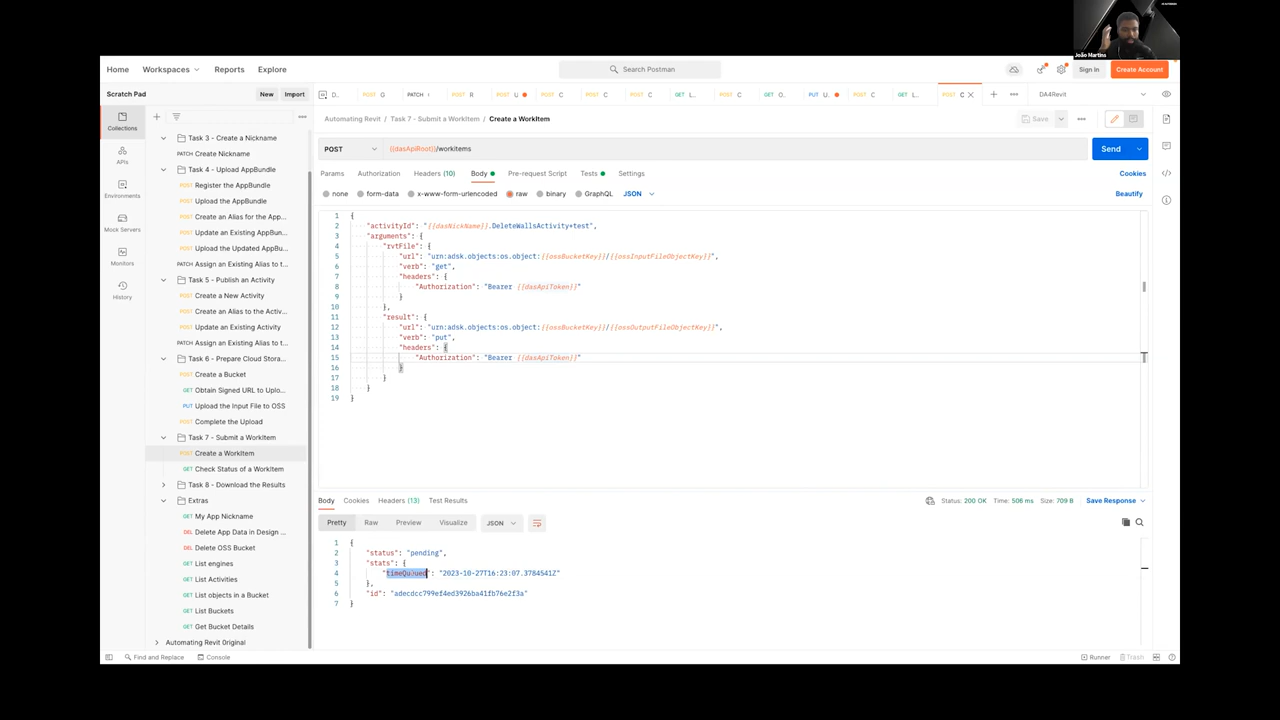 João Martins
Home Workspaces Reports Explore
Search Postman
Sign In Create Account
Scratch Pad New Import
D.. G PATCH R U C C C L... C O.. PU U C L... C DA4Revit
Automating Revit / Task 7 - Submit a WorkItem / Create a WorkItem
Save
POST {{dasApiRoot}}/workitems Send
Params Authorization Headers (10) Body Pre-request Script Tests Settings Cookies
none form-data x-www-form-urlencoded raw binary GraphQL JSON Beautify
Collections
APIs
Environments
Mock Servers
Monitors
History
Task 3 - Create a Nickname
PATCH Create Nickname
Task 4 - Upload AppBundle
POST Register the AppBundle
POST Upload the AppBundle
POST Create an Alias for the App...
POST Update an Existing AppBun...
POST Upload the Updated AppBu...
POST Assign an Existing Alias to t...
Task 5 - Publish an Activity
POST Create a New Activity
POST Create an Alias to the Activ...
POST Update an Existing Activity
POST Assign an Existing Alias to t...
Task 6 - Prepare Cloud Stora...
POST Create a Bucket
GET Obtain Signed URL to Uplo...
PUT Upload the Input File to OSS
POST Complete the Upload
Task 7 - Submit a WorkItem
POST Create a WorkItem
GET Check Status of a WorkItem
Task 8 - Download the Results
Extras
GET My App Nickname
DEL Delete App Data in Design ...
DEL Delete OSS Bucket
GET List engines
GET List Activities
GET List objects in a Bucket
GET List Buckets
GET Get Bucket Details
Automating Revit Original
1 {
2 "activityId": "{{dasNickName}}.DeleteWallsActivity+test",
3 "arguments": {
4 "rvtFile": {
5 "url": "urn:adsk.objects:os.object:{{ossBucketKey}}/{{ossInputFileObjectKey}}",
6 "verb": "get",
7 "headers": {
8 "Authorization": "Bearer {{dasApiToken}}"
9 }
10 },
11 "result": {
12 "url": "urn:adsk.objects:os.object:{{ossBucketKey}}/{{ossOutputFileObjectKey}}",
13 "verb": "put",
14 "headers": {
15 "Authorization": "Bearer {{dasApiToken}}"
16 }
17 }
18 }
19 }
Body Cookies Headers (13) Test Results Status: 200 OK Time: 506 ms Size: 709 B Save Response
Pretty Raw Preview Visualize JSON
1 {
2 "status": "pending",
3 "stats": {
4 "timeQueued": "2023-10-27T16:23:07.3784541Z"
5 },
6 "id": "adecdcc799ef4ed3926ba41fb76e2f3a"
7 }
Find and Replace Console Runner Trash